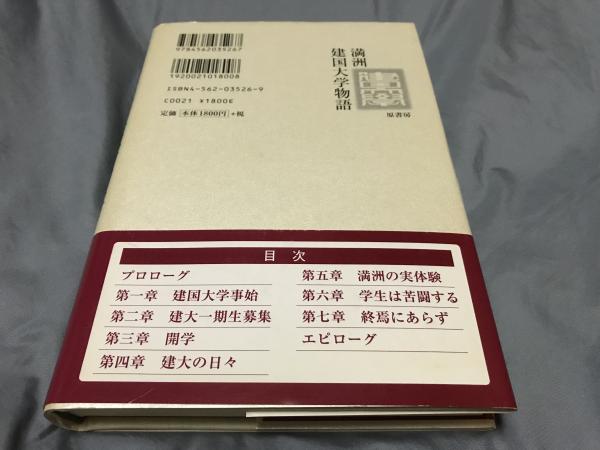 9784562035267
1920021018008
ISBN4-562-03526-9
C0021 ¥1800E
定価 本体1800円 +税
満洲
建国大学物語
原書房
目 次
プロローグ
第一章 建国大学事始
第二章 建大一期生募集
第三章 開学
第四章 建大の日々
第五章 満洲の実体験
第六章 学生は苦闘する
第七章 終焉にあらず
エピローグ